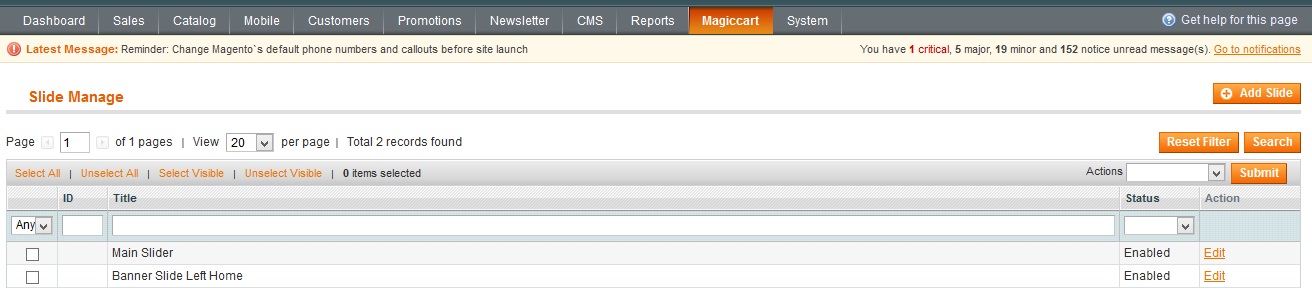 Dashboard Sales Catalog Mobile Customers Promotions Newsletter CMS Reports Magiccart System Get help for this page
Latest Message: Reminder: Change Magento`s default phone numbers and callouts before site launch You have 1 critical, 5 major, 19 minor and 152 notice unread message(s). Go to notifications
Slide Manage Add Slide
Page 1 of 1 pages | View 20 per page | Total 2 records found Reset Filter Search
Select All | Unselect All | Select Visible | Unselect Visible | 0 items selected Actions Submit
ID Title Status Action
Any
Main Slider Enabled Edit
Banner Slide Left Home Enabled Edit